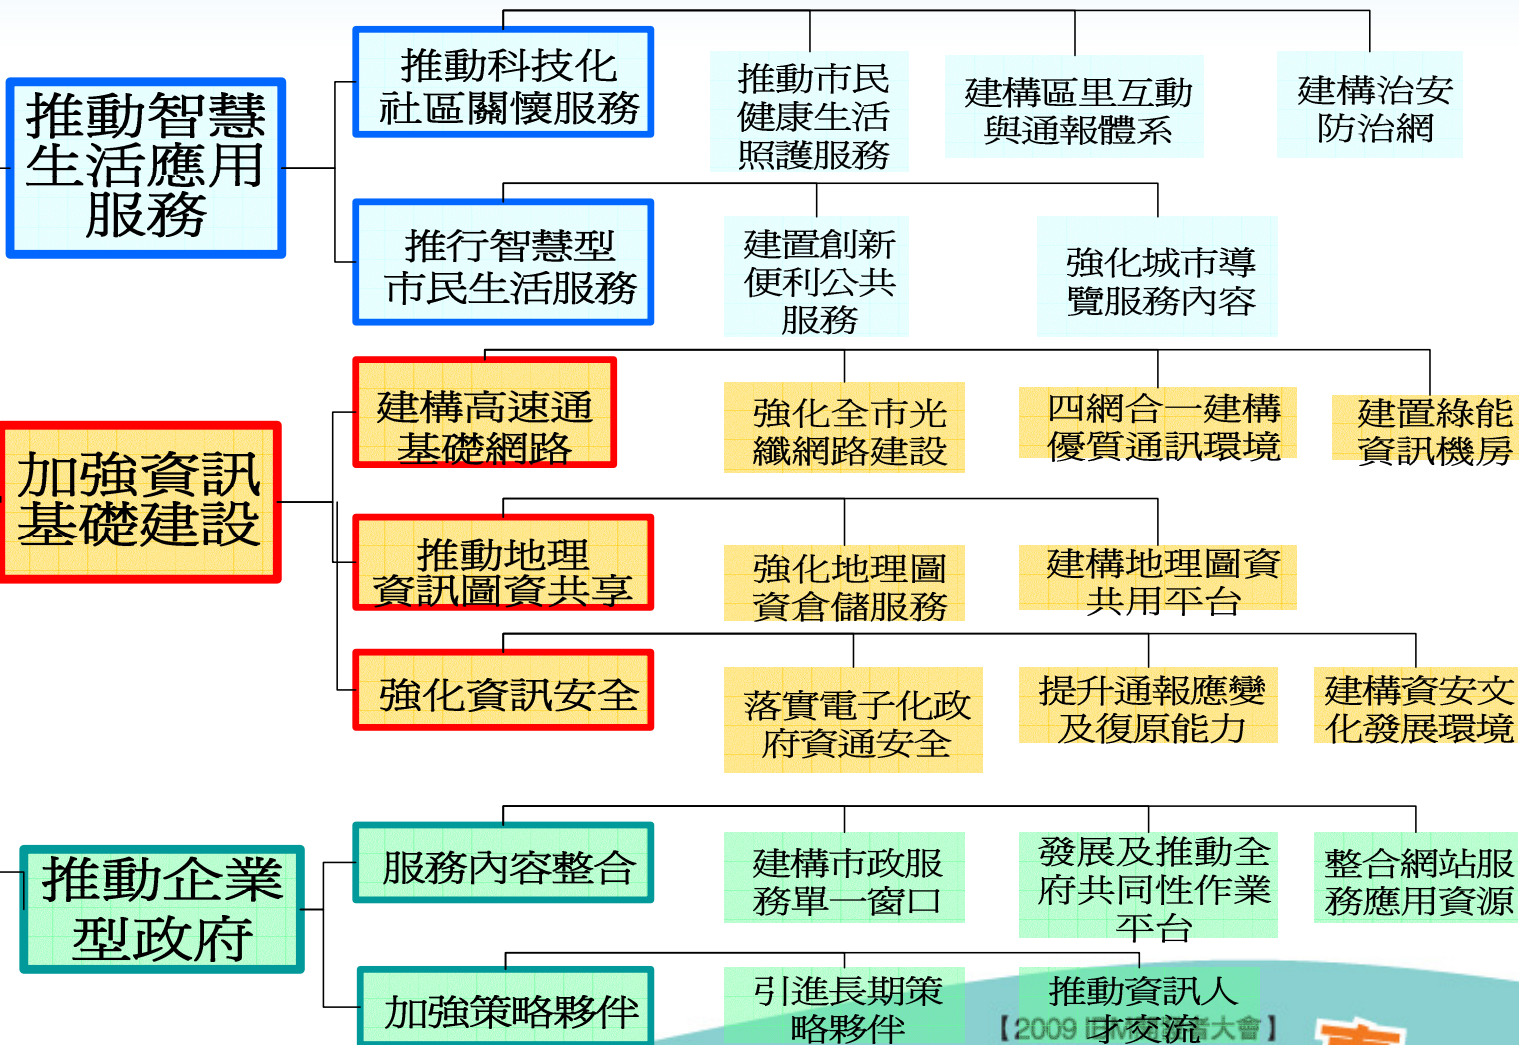 推動智慧
生活應用
服務
推動科技化
社區關懷服務
推動市民
健康生活
照護服務
建構區里互動
與通報體系
建構治安
防治網
推行智慧型
市民生活服務
建置創新
便利公共
服務
強化城市導
覽服務內容
加強資訊
基礎建設
建構高速通
基礎網路
強化全市光
纖網路建設
四網合一建構
優質通訊環境
建置綠能
資訊機房
推動地理
資訊圖資共享
強化地理圖
資倉儲服務
建構地理圖資
共用平台
強化資訊安全
落實電子化政
府資通安全
提升通報應變
及復原能力
建構資安文
化發展環境
推動企業
型政府
服務內容整合
建構市政服
務單一窗口
發展及推動全
府共同性作業
平台
整合網站服
務應用資源
加強策略夥伴
引進長期策
略夥伴
推動資訊人
才交流
【2009 IBM 者大會】